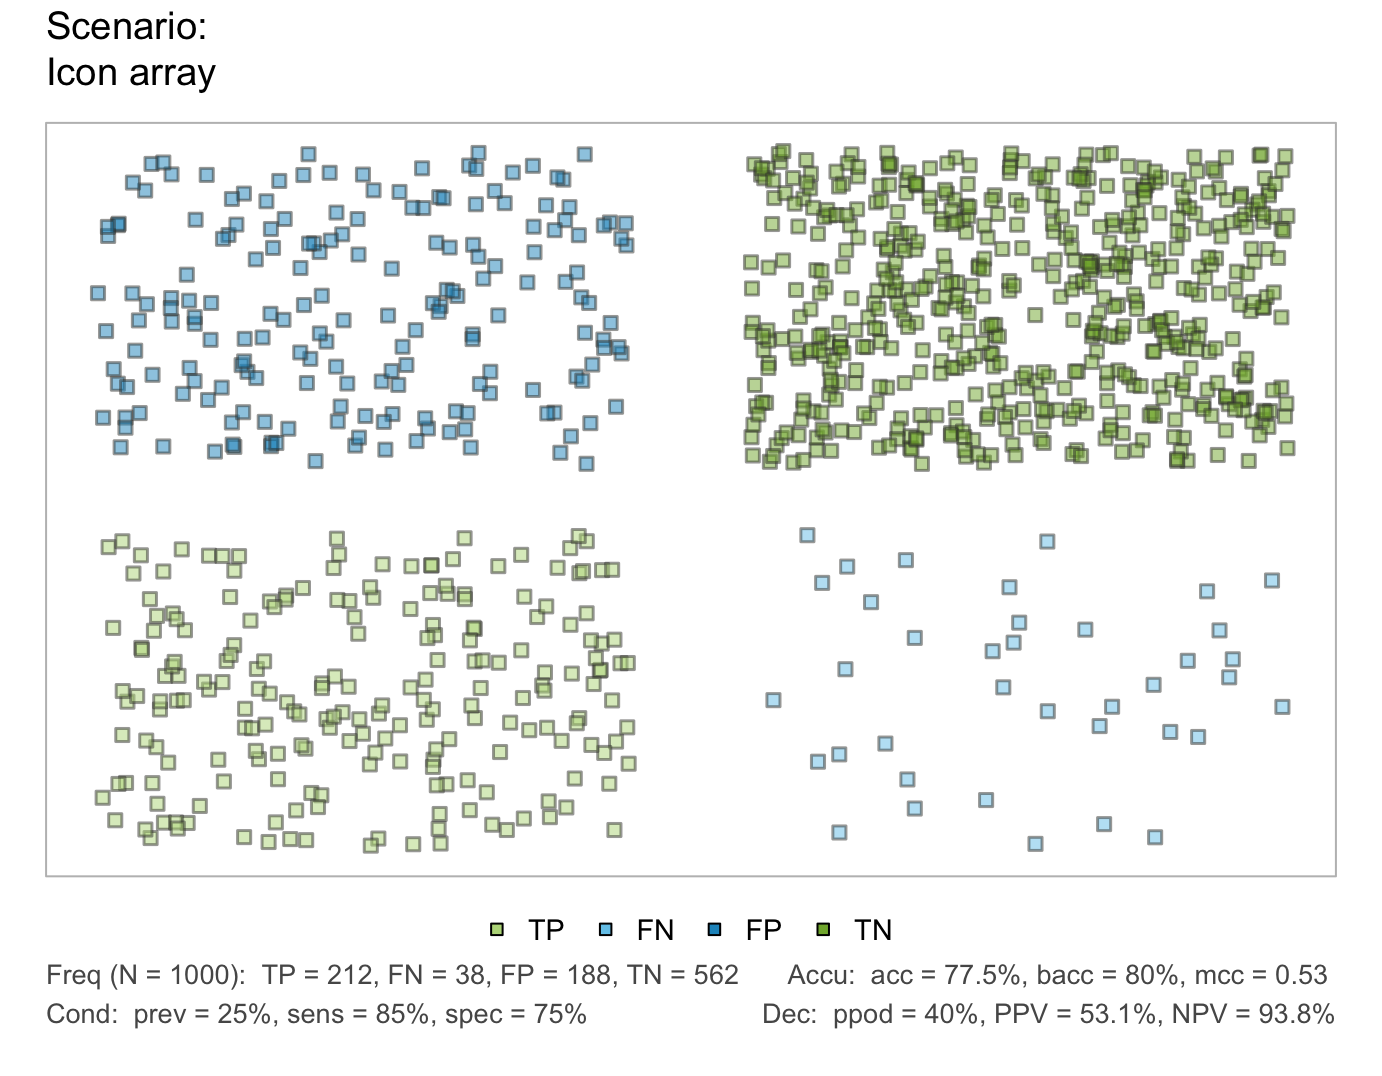 Scenario:
Icon array
TP FN FP TN
Freq (N = 1000):  TP = 212, FN = 38, FP = 188, TN = 562 Accu:  acc = 77.5%, bacc = 80%, mcc = 0.53
Cond:  prev = 25%, sens = 85%, spec = 75% Dec:  ppod = 40%, PPV = 53.1%, NPV = 93.8%